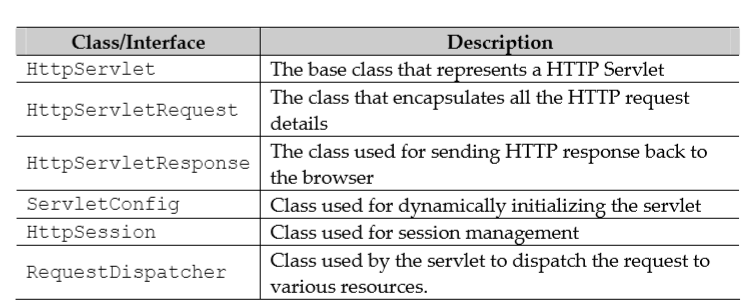 Class/Interface Description
HttpServlet The base class that represents a HTTP Servlet
HttpServletRequest The class that encapsulates all the HTTP request
details
HttpServletResponse The class used for sending HTTP response back to
the browser
ServletConfig Class used for dynamically initializing the servlet
HttpSession Class used for session management
RequestDispatcher Class used by the servlet to dispatch the request to
various resources.